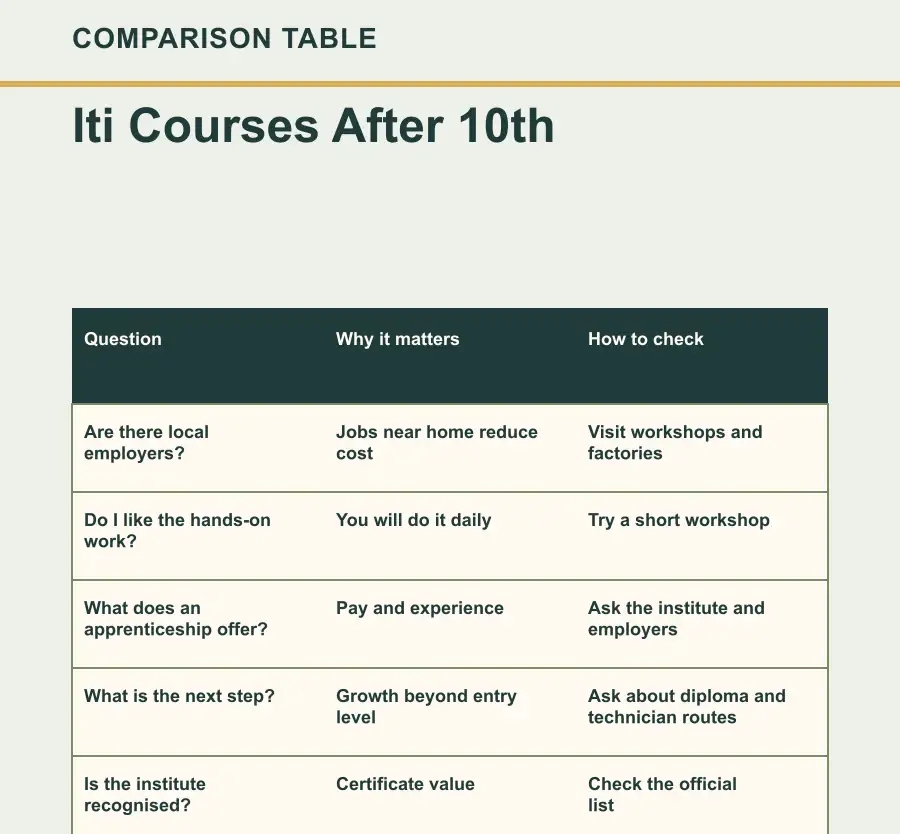 COMPARISON TABLE
Iti Courses After 10th
Question
Why it matters
How to check
Are there local
employers?
Jobs near home reduce
cost
Visit workshops and
factories
Do I like the hands-on
work?
You will do it daily
Try a short workshop
What does an
apprenticeship offer?
Pay and experience
Ask the institute and
employers
What is the next step?
Growth beyond entry
level
Ask about diploma and
technician routes
Is the institute
recognised?
Certificate value
Check the official
list